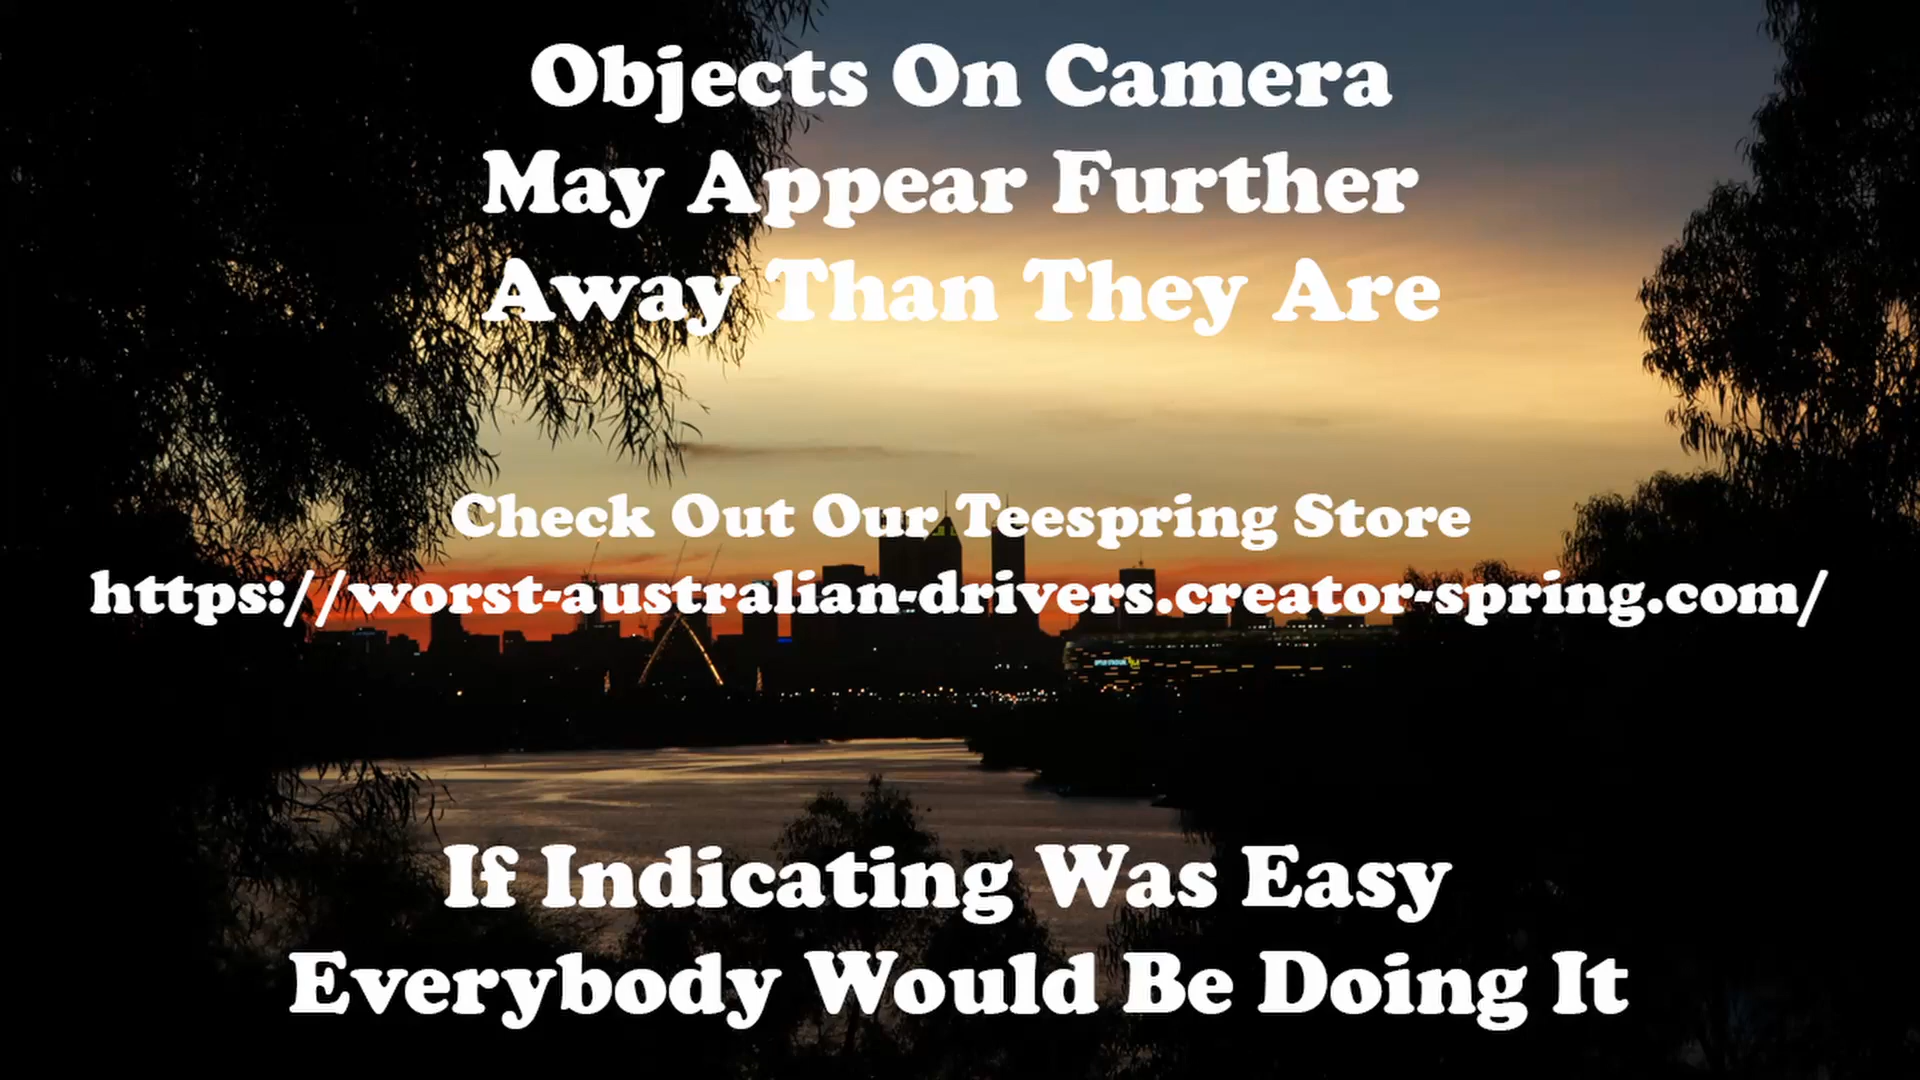 Objects On Camera
May Appear Further
Away Than They Are
Check Out Our Teespring Store
https://worst-australian-drivers.creator-spring.com/
If Indicating Was Easy
Everybody Would Be Doing It